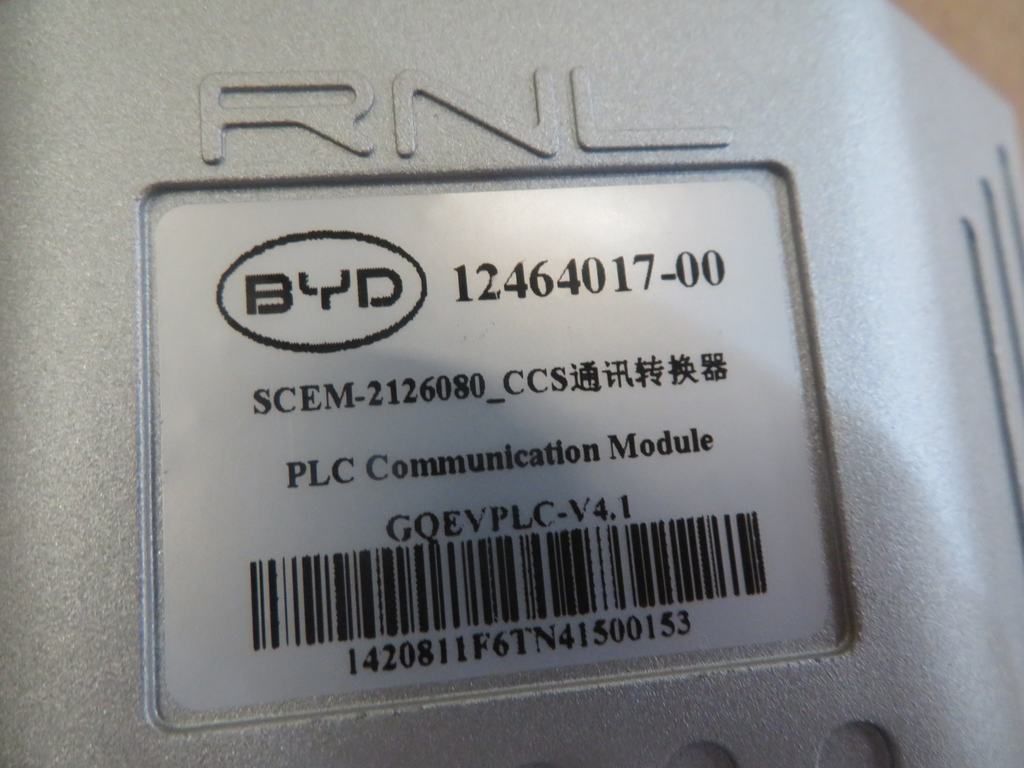 RNL
BYD 12464017-00
SCEM-2126080_CCS通讯转换器
PLC Communication Module
GQEVPLC-V4.1
1420811F6TN41500153